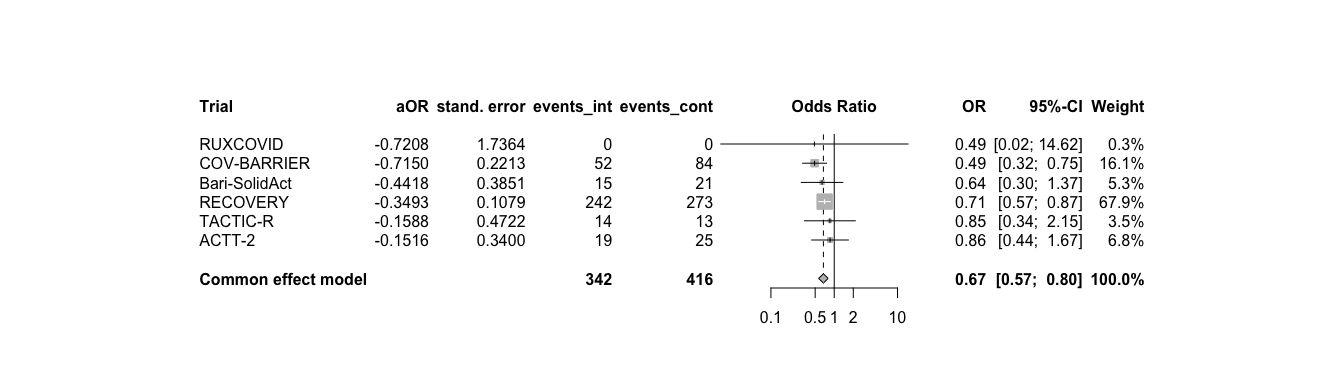 Trial aOR stand. error events_int events_cont Odds Ratio OR 95%-CI Weight
RUXCOVID -0.7208 1.7364 0 0 0.49 [0.02; 14.62] 0.3%
COV-BARRIER -0.7150 0.2213 52 84 0.49 [0.32; 0.75] 16.1%
Bari-SolidAct -0.4418 0.3851 15 21 0.64 [0.30; 1.37] 5.3%
RECOVERY -0.3493 0.1079 242 273 0.71 [0.57; 0.87] 67.9%
TACTIC-R -0.1588 0.4722 14 13 0.85 [0.34; 2.15] 3.5%
ACTT-2 -0.1516 0.3400 19 25 0.86 [0.44; 1.67] 6.8%
Common effect model 342 416 0.67 [0.57; 0.80] 100.0%
0.1 0.5 1 2 10